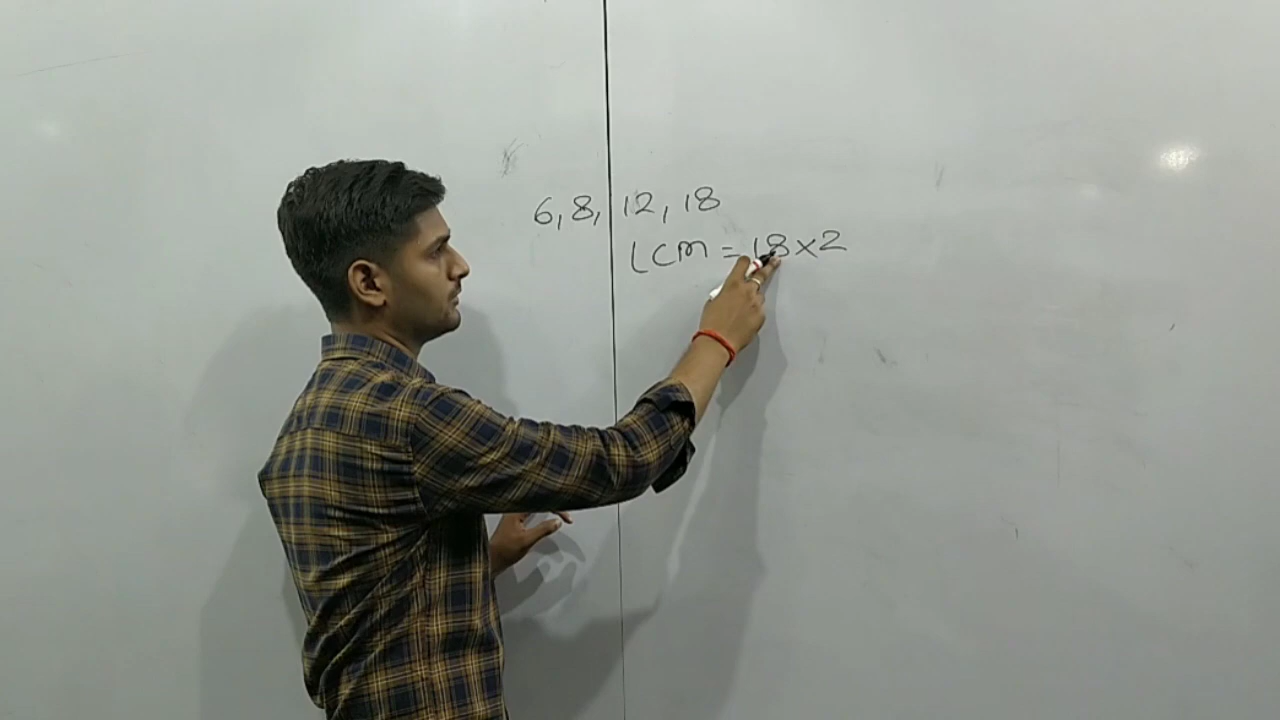 6, 8, 12, 18
LCM = 18×2